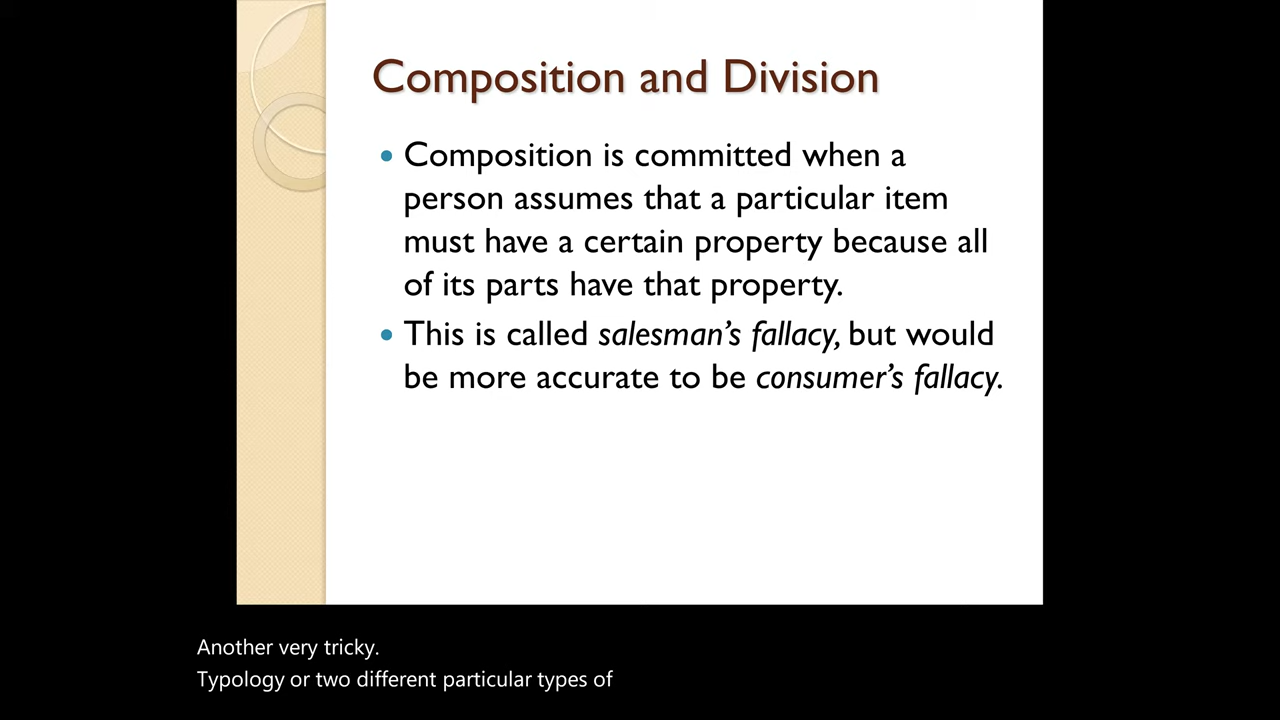 Composition and Division
• Composition is committed when a
person assumes that a particular item
must have a certain property because all
of its parts have that property.
• This is called salesman’s fallacy, but would
be more accurate to be consumer’s fallacy.
Another very tricky.
Typology or two different particular types of